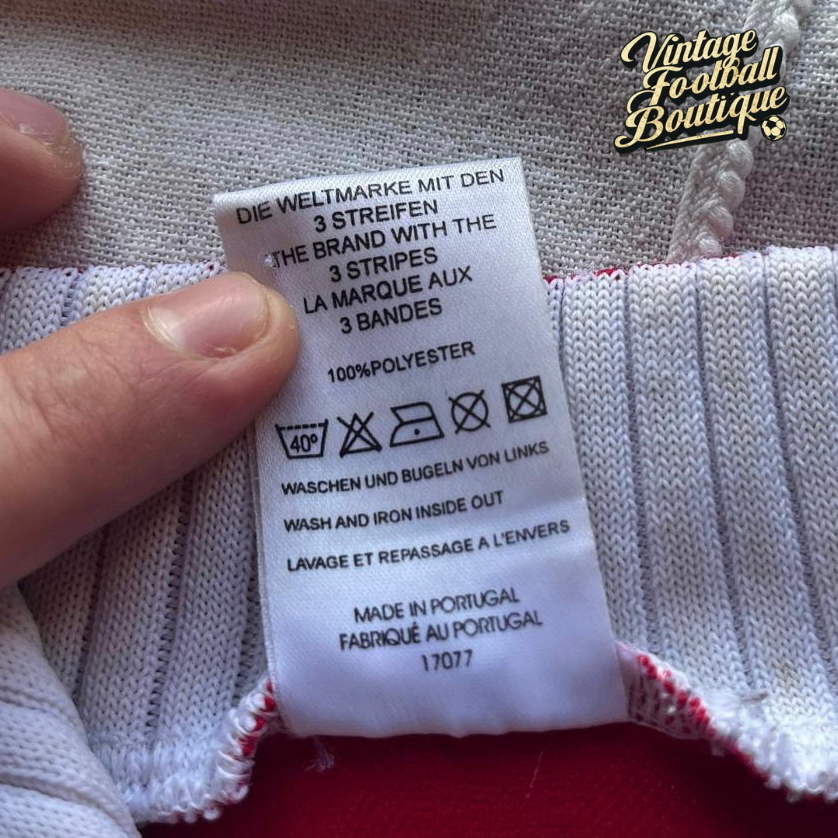 Vintage
Football
Boutique
DIE WELTMARKE MIT DEN
3 STREIFEN
THE BRAND WITH THE
3 STRIPES
LA MARQUE AUX
3 BANDES
100%POLYESTER
40º
WASCHEN UND BUGELN VON LINKS
WASH AND IRON INSIDE OUT
LAVAGE ET REPASSAGE A L'ENVERS
MADE IN PORTUGAL
FABRIQUÉ AU PORTUGAL
17077